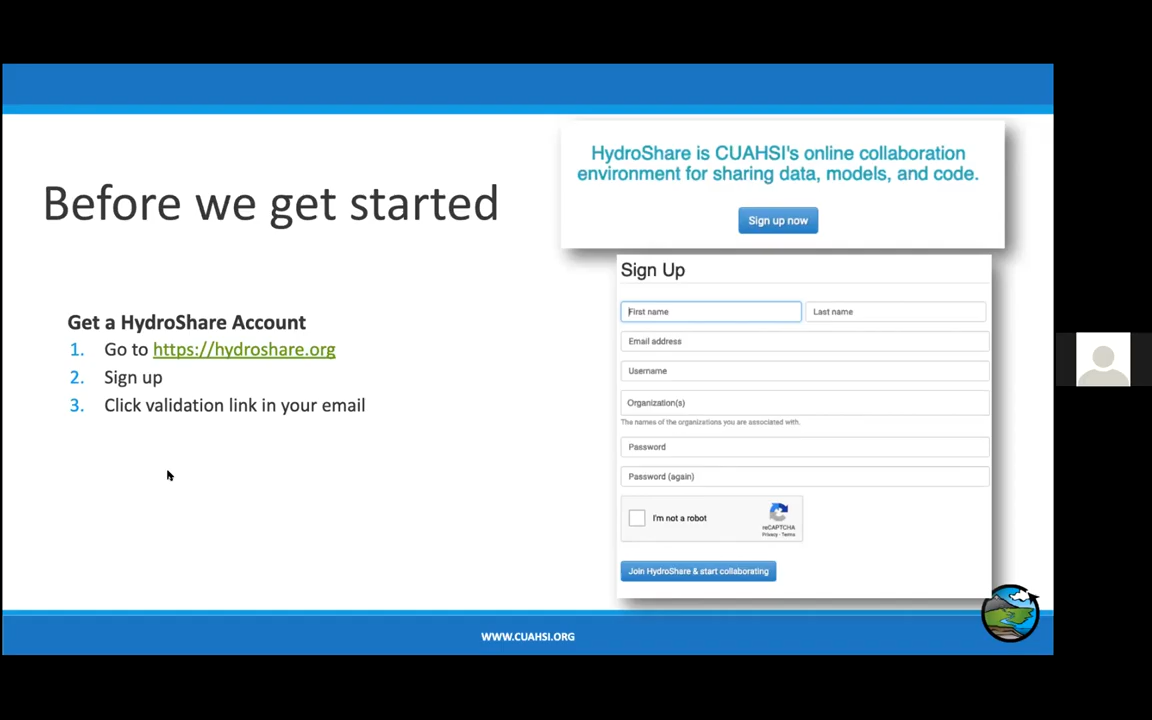 Before we get started
Get a HydroShare Account
1. Go to https://hydroshare.org
2. Sign up
3. Click validation link in your email
HydroShare is CUAHSI's online collaboration
environment for sharing data, models, and code.
Sign up now
Sign Up
First name Last name
Email address
Username
Organization(s)
The names of the organizations you are associated with.
Password
Password (again)
I'm not a robot
reCAPTCHA
Privacy - Terms
Join HydroShare & start collaborating
WWW.CUAHSI.ORG